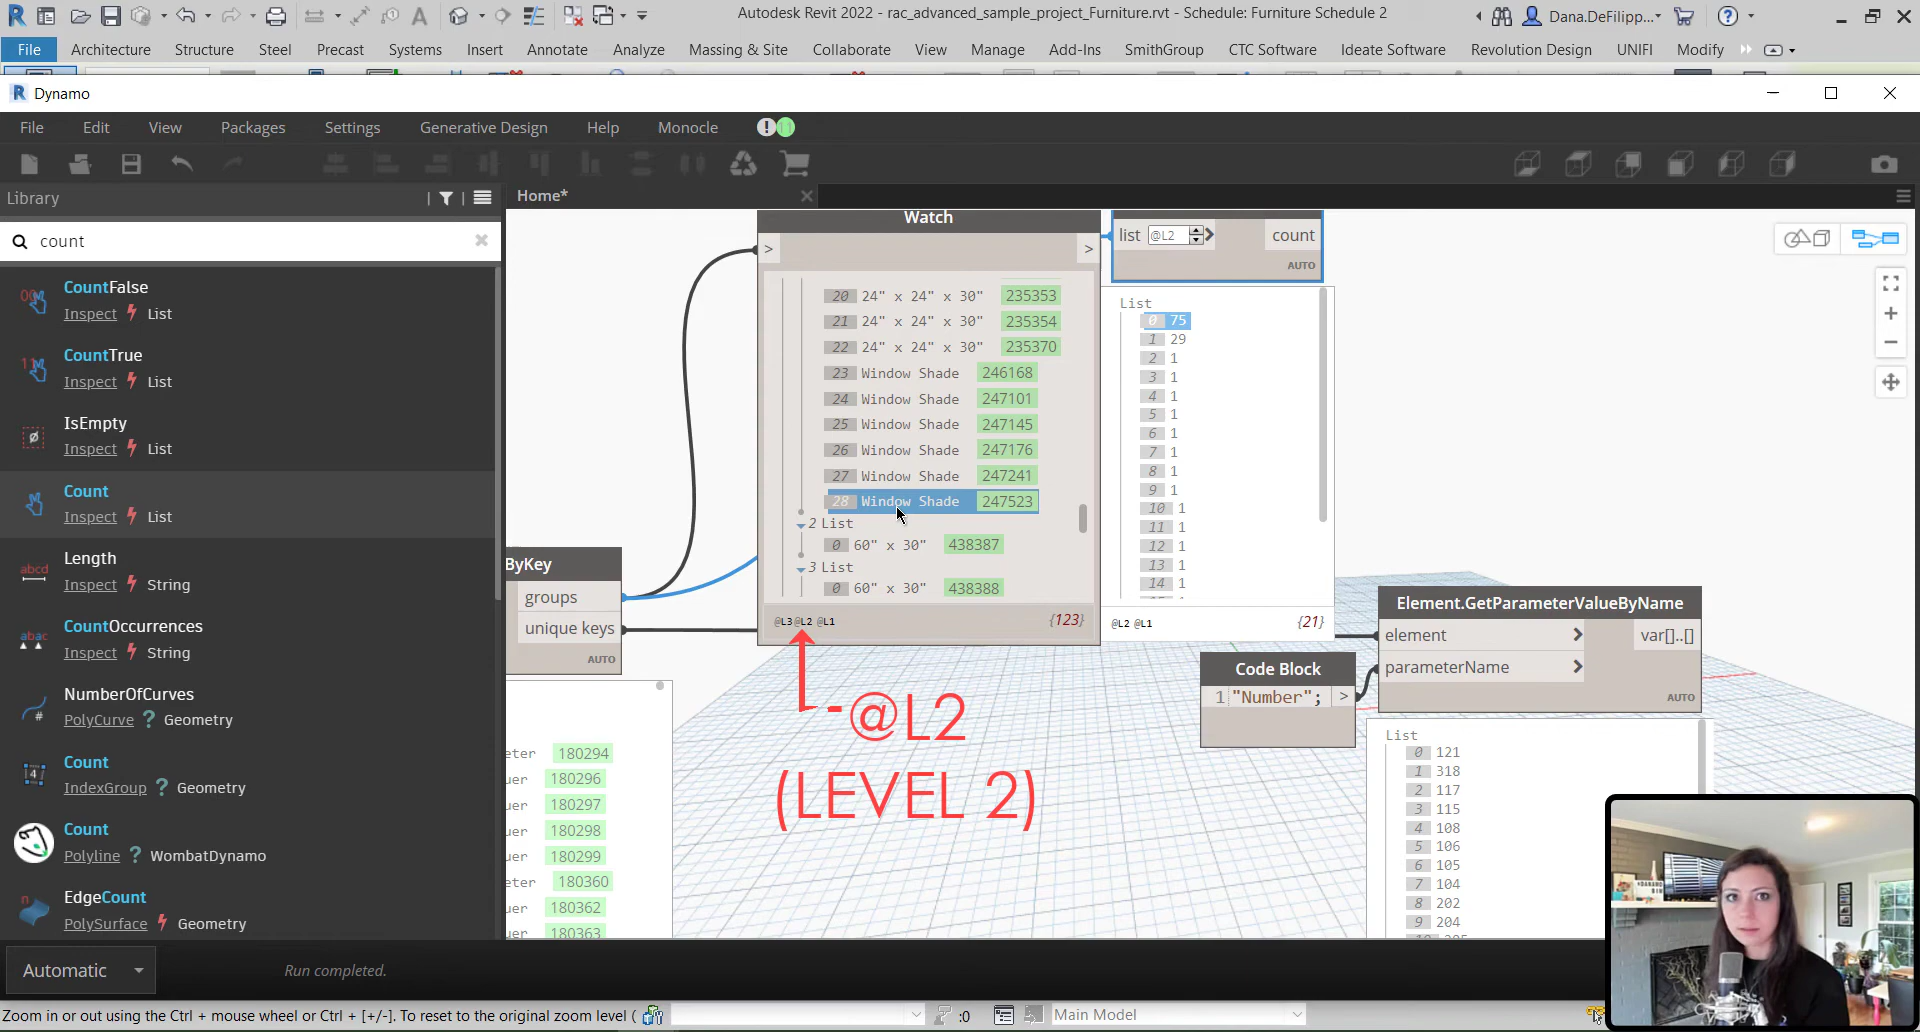 Autodesk Revit 2022 - rac_advanced_sample_project_Furniture.rvt - Schedule: Furniture Schedule 2
Dana.DeFilipp...
File Architecture Structure Steel Precast Systems Insert Annotate Analyze Massing & Site Collaborate View Manage Add-Ins SmithGroup CTC Software Ideate Software Revolution Design UNIFI Modify
Dynamo
File Edit View Packages Settings Generative Design Help Monocle
Library
Home*
count
CountFalse
Inspect List
CountTrue
Inspect List
IsEmpty
Inspect List
Count
Inspect List
Length
Inspect String
CountOccurrences
Inspect String
NumberOfCurves
PolyCurve ? Geometry
Count
IndexGroup ? Geometry
Count
Polyline ? WombatDynamo
EdgeCount
PolySurface Geometry
ByKey
groups
unique keys
AUTO
eter 180294
uer 180296
uer 180297
uer 180298
uer 180299
eter 180360
uer 180362
uer 180363
Watch
> >
20 24" x 24" x 30" 235353
21 24" x 24" x 30" 235354
22 24" x 24" x 30" 235370
23 Window Shade 246168
24 Window Shade 247101
25 Window Shade 247145
26 Window Shade 247176
27 Window Shade 247241
28 Window Shade 247523
2 List
0 60" x 30" 438387
3 List
0 60" x 30" 438388
@L3 @L2 @L1 {123}
@L2
(LEVEL 2)
list @L2 > count
AUTO
List
0 75
1 29
2 1
3 1
4 1
5 1
6 1
7 1
8 1
9 1
10 1
11 1
12 1
13 1
14 1
@L2 @L1 {21}
Code Block
1 "Number"; >
Element.GetParameterValueByName
element > var[]..[]
parameterName >
AUTO
List
0 121
1 318
2 117
3 115
4 108
5 106
6 105
7 104
8 202
9 204
Automatic
Run completed.
Zoom in or out using the Ctrl + mouse wheel or Ctrl + [+/-]. To reset to the original zoom level (
:0
Main Model